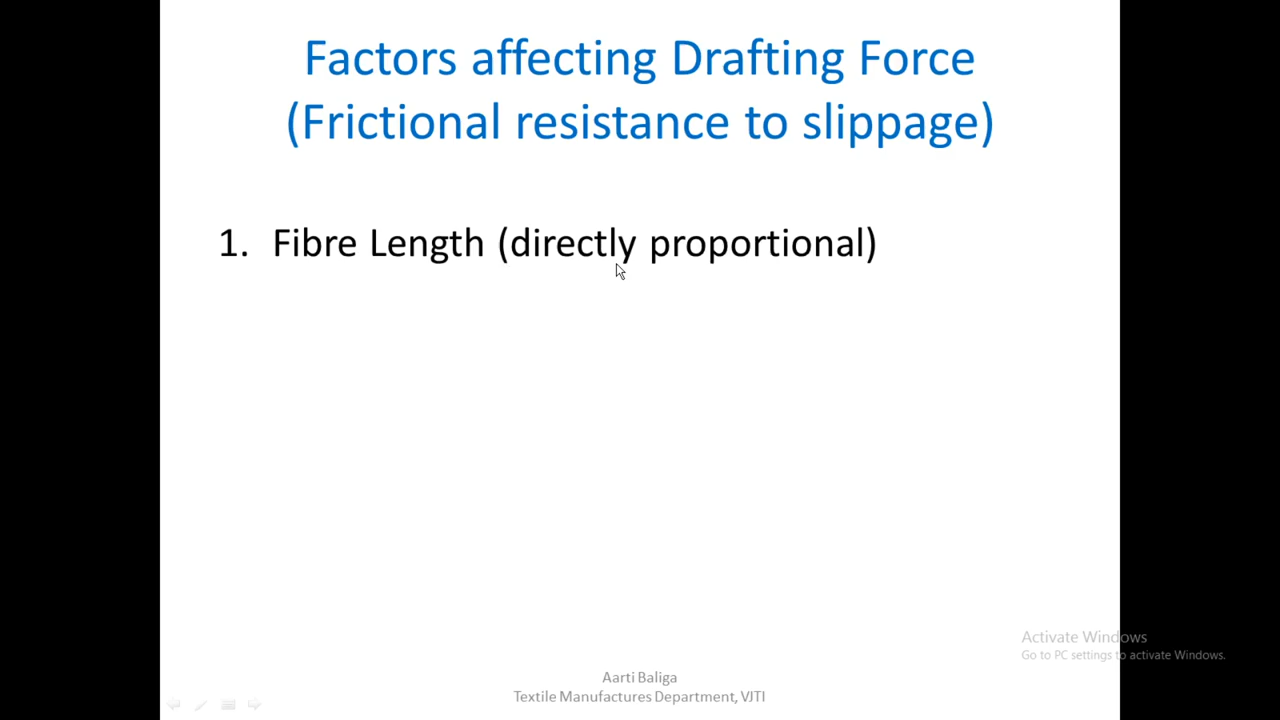 Factors affecting Drafting Force
(Frictional resistance to slippage)
1. Fibre Length (directly proportional)
Activate Windows
Go to PC settings to activate Windows.
Aarti Baliga
Textile Manufactures Department, VJTI